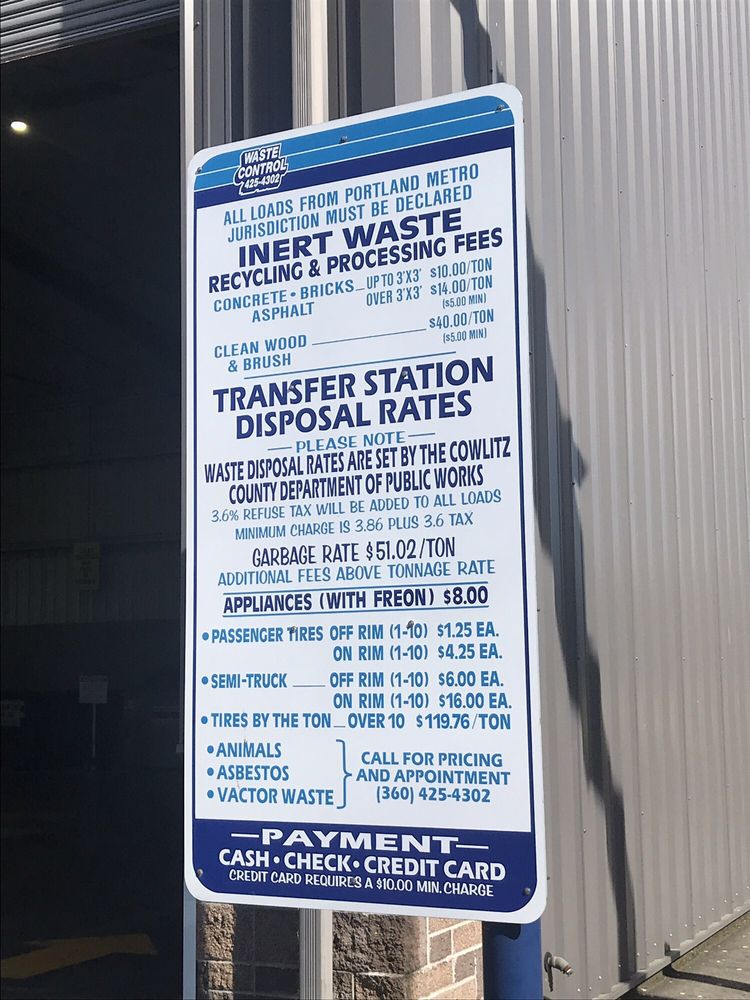 WASTE
CONTROL
425-4302
ALL LOADS FROM PORTLAND METRO
JURISDICTION MUST BE DECLARED
INERT WASTE
RECYCLING & PROCESSING FEES
CONCRETE • BRICKS UP TO 3'X3' $10.00/TON
ASPHALT OVER 3'X3' $14.00/TON
($5.00 MIN)
CLEAN WOOD $40.00/TON
& BRUSH ($5.00 MIN)
TRANSFER STATION
DISPOSAL RATES
— PLEASE NOTE —
WASTE DISPOSAL RATES ARE SET BY THE COWLITZ
COUNTY DEPARTMENT OF PUBLIC WORKS
3.6% REFUSE TAX WILL BE ADDED TO ALL LOADS
MINIMUM CHARGE IS 3.86 PLUS 3.6 TAX
GARBAGE RATE $51.02/TON
ADDITIONAL FEES ABOVE TONNAGE RATE
APPLIANCES (WITH FREON) $8.00
• PASSENGER TIRES OFF RIM (1-10) $1.25 EA.
ON RIM (1-10) $4.25 EA.
• SEMI-TRUCK OFF RIM (1-10) $6.00 EA.
ON RIM (1-10) $16.00 EA.
• TIRES BY THE TON OVER 10 $119.76/TON
• ANIMALS
• ASBESTOS
• VACTOR WASTE
CALL FOR PRICING
AND APPOINTMENT
(360) 425-4302
—PAYMENT—
CASH • CHECK • CREDIT CARD
CREDIT CARD REQUIRES A $10.00 MIN. CHARGE